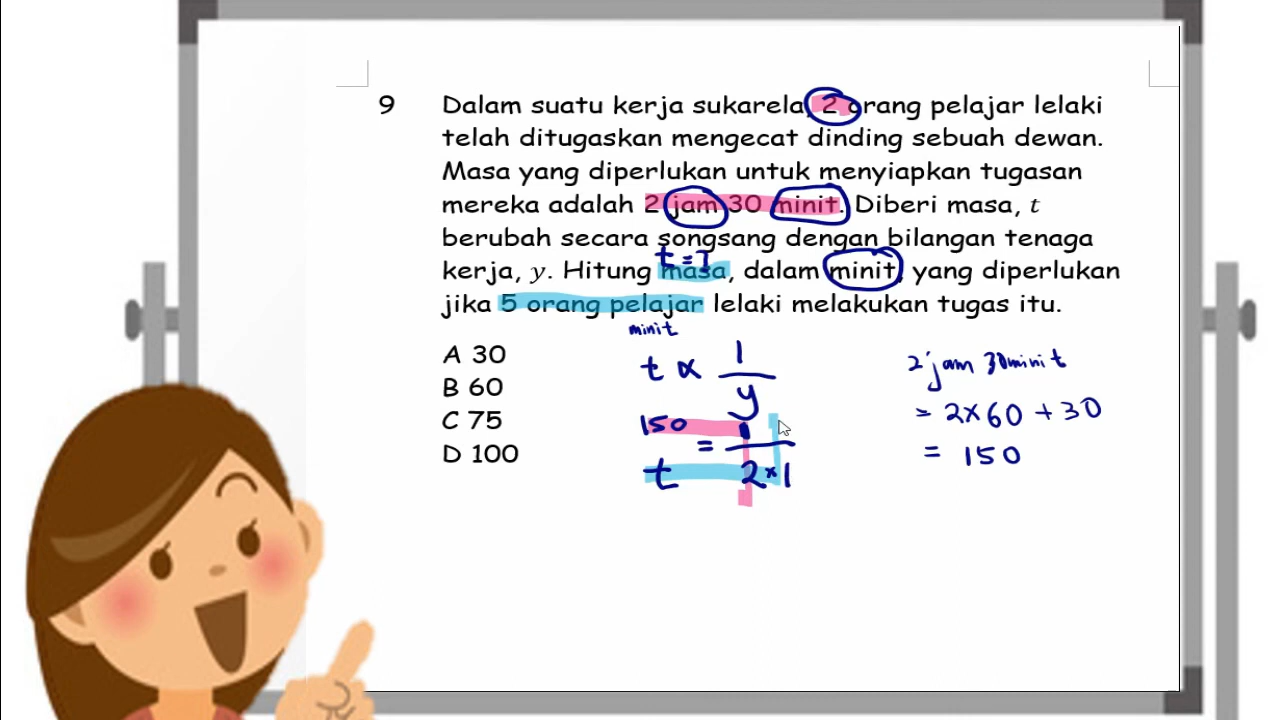 9 Dalam suatu kerja sukarela, 2 orang pelajar lelaki
telah ditugaskan mengecat dinding sebuah dewan.
Masa yang diperlukan untuk menyiapkan tugasan
mereka adalah 2 jam 30 minit. Diberi masa, t
berubah secara songsang dengan bilangan tenaga
t = ?
kerja, y. Hitung masa, dalam minit, yang diperlukan
jika 5 orang pelajar lelaki melakukan tugas itu.
A 30
B 60
C 75
D 100
minit
t ∝ 1
y
150 = 1
t 2 × 1
2 jam 30 minit
= 2×60 + 30
= 150